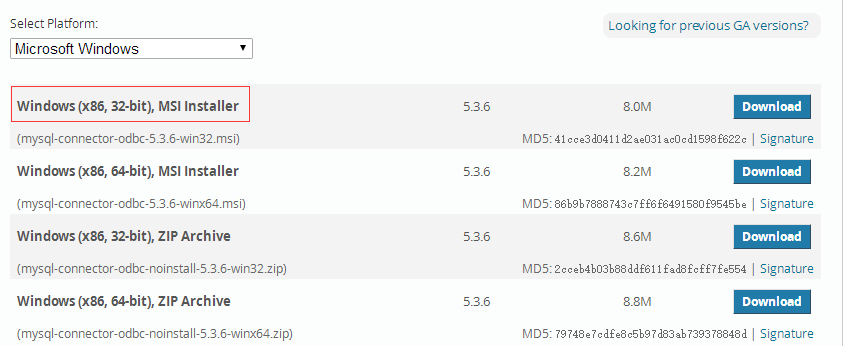 Select Platform:
Looking for previous GA versions?
Microsoft Windows
Windows (x86, 32-bit), MSI Installer 5.3.6 8.0M Download
(mysql-connector-odbc-5.3.6-win32.msi) MD5: 41cce3d0411d2ae031ac0cd1598f622c | Signature
Windows (x86, 64-bit), MSI Installer 5.3.6 8.2M Download
(mysql-connector-odbc-5.3.6-winx64.msi) MD5: 86b9b7888743c7ff6f6491580f9545be | Signature
Windows (x86, 32-bit), ZIP Archive 5.3.6 8.6M Download
(mysql-connector-odbc-noinstall-5.3.6-win32.zip) MD5: 2cceb4b03b88ddf611fad8fcff7fe554 | Signature
Windows (x86, 64-bit), ZIP Archive 5.3.6 8.8M Download
(mysql-connector-odbc-noinstall-5.3.6-winx64.zip) MD5: 79748e7cdfe8c5b97d83ab739378848d | Signature